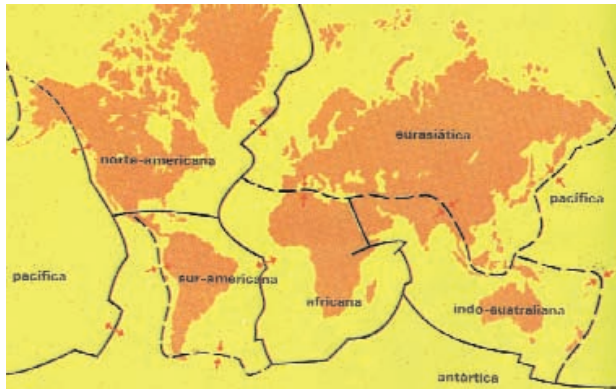 eurasiática
norte-americana
pacífica
pacífica
sur-americana
africana
indo-australiana
antártica